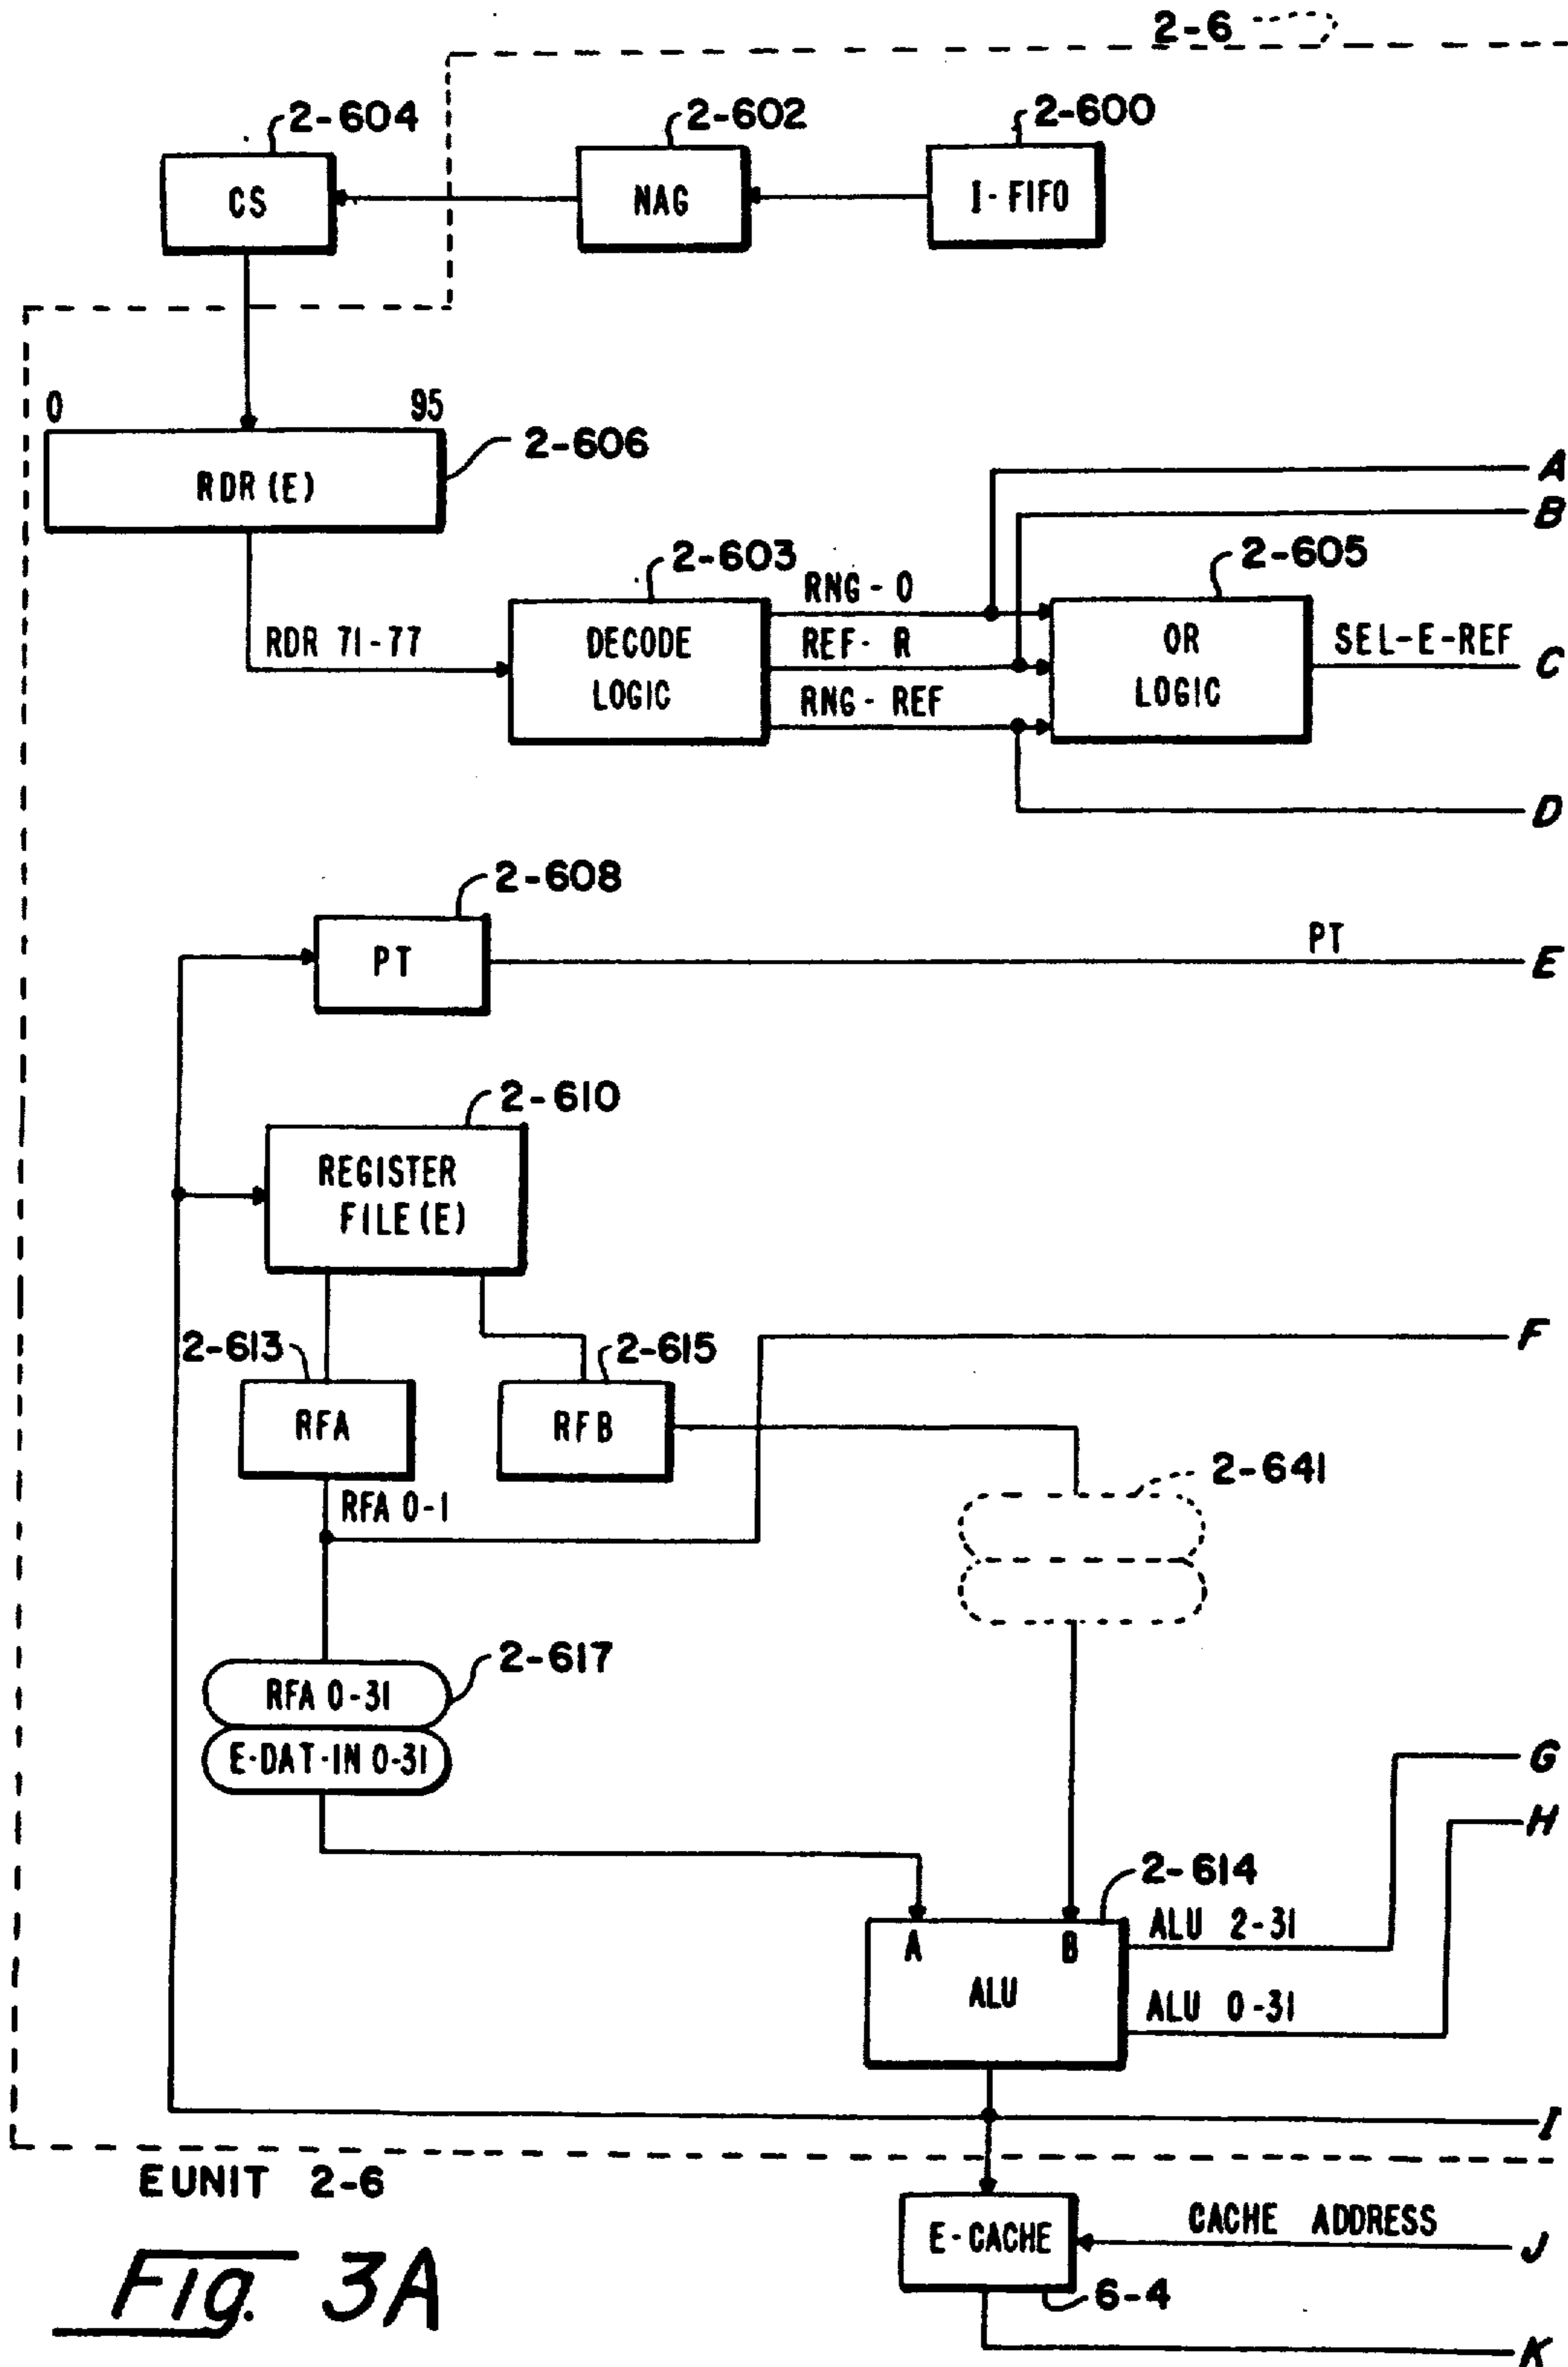 2-6
2-604
2-602
2-600
CS
NAG
I-FIFO
0
95
2-606
RDR (E)
A
B
2-603
2-605
RNG-0
DECODE
LOGIC
REF-R
OR
LOGIC
SEL-E-REF
C
RDR 71-77
RNG-REF
D
2-608
PT
PT
E
2-610
REGISTER
FILE (E)
2-613
2-615
F
RFA
RFB
RFA 0-1
2-641
2-617
RFA 0-31
E-DAT-IN 0-31
G
H
2-614
A
B
ALU 2-31
ALU
ALU 0-31
I
EUNIT 2-6
E-CACHE
CACHE ADDRESS
J
6-4
K
Fig. 3A